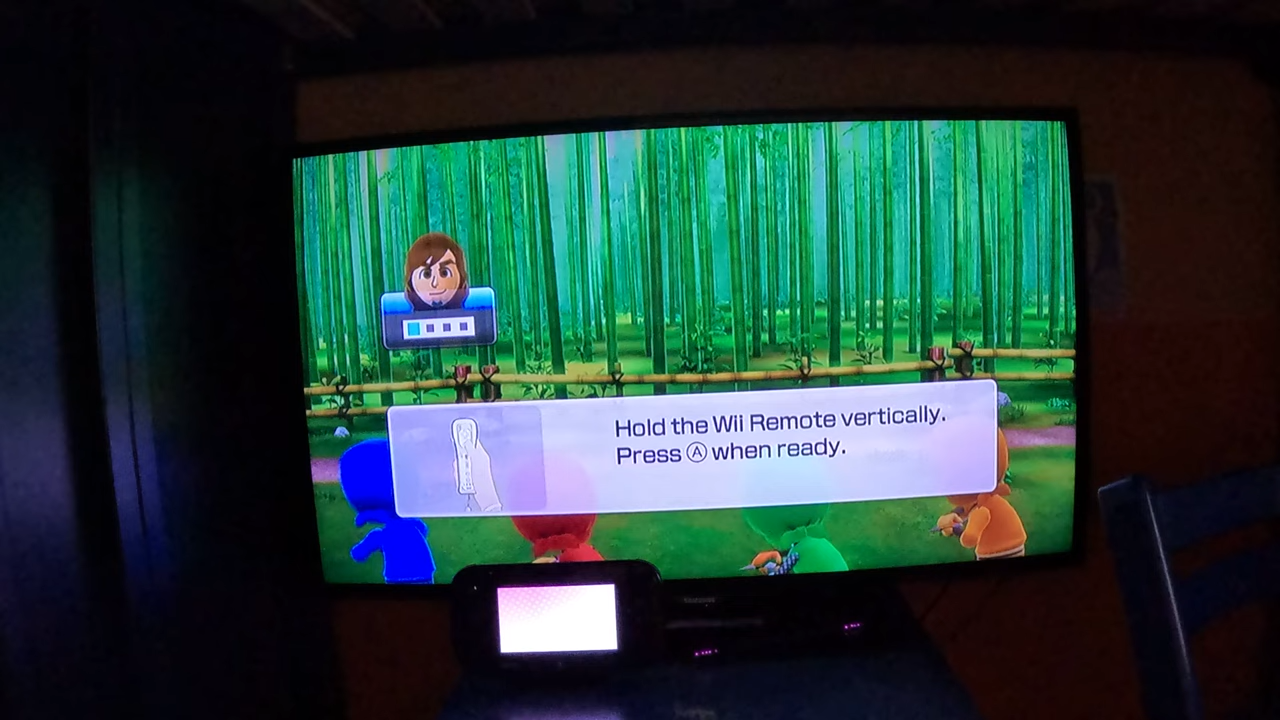 Hold the Wii Remote vertically.
Press Ⓐ when ready.